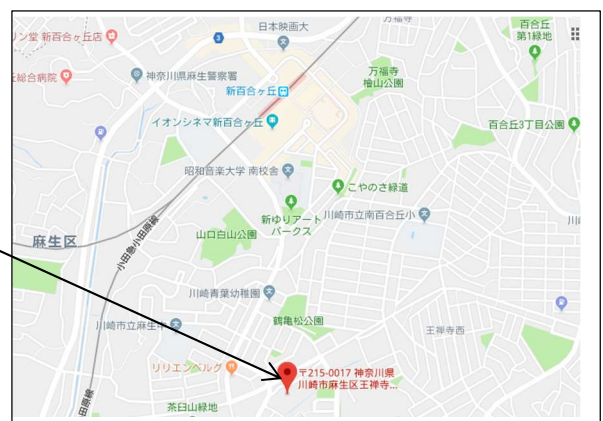 日本映画大
万福寺
百合丘
第1緑地
リン堂 新百合ヶ丘店
3
丘総合病院
神奈川県麻生警察署
万福寺
檜山公園
新百合ヶ丘
イオンシネマ新百合ヶ丘
百合丘3丁目公園
昭和音楽大学 南校舎
こやのさ緑道
新ゆりアート
パークス
川崎市立南百合丘小
川崎
麻生区
山口白山公園
小田急小田原線
川崎青葉幼稚園
鶴亀松公園
川崎市立麻生中
王禅寺西
リリエンベルグ
〒215-0017 神奈川県
川崎市麻生区王禅寺...
茶臼山緑地
小田急